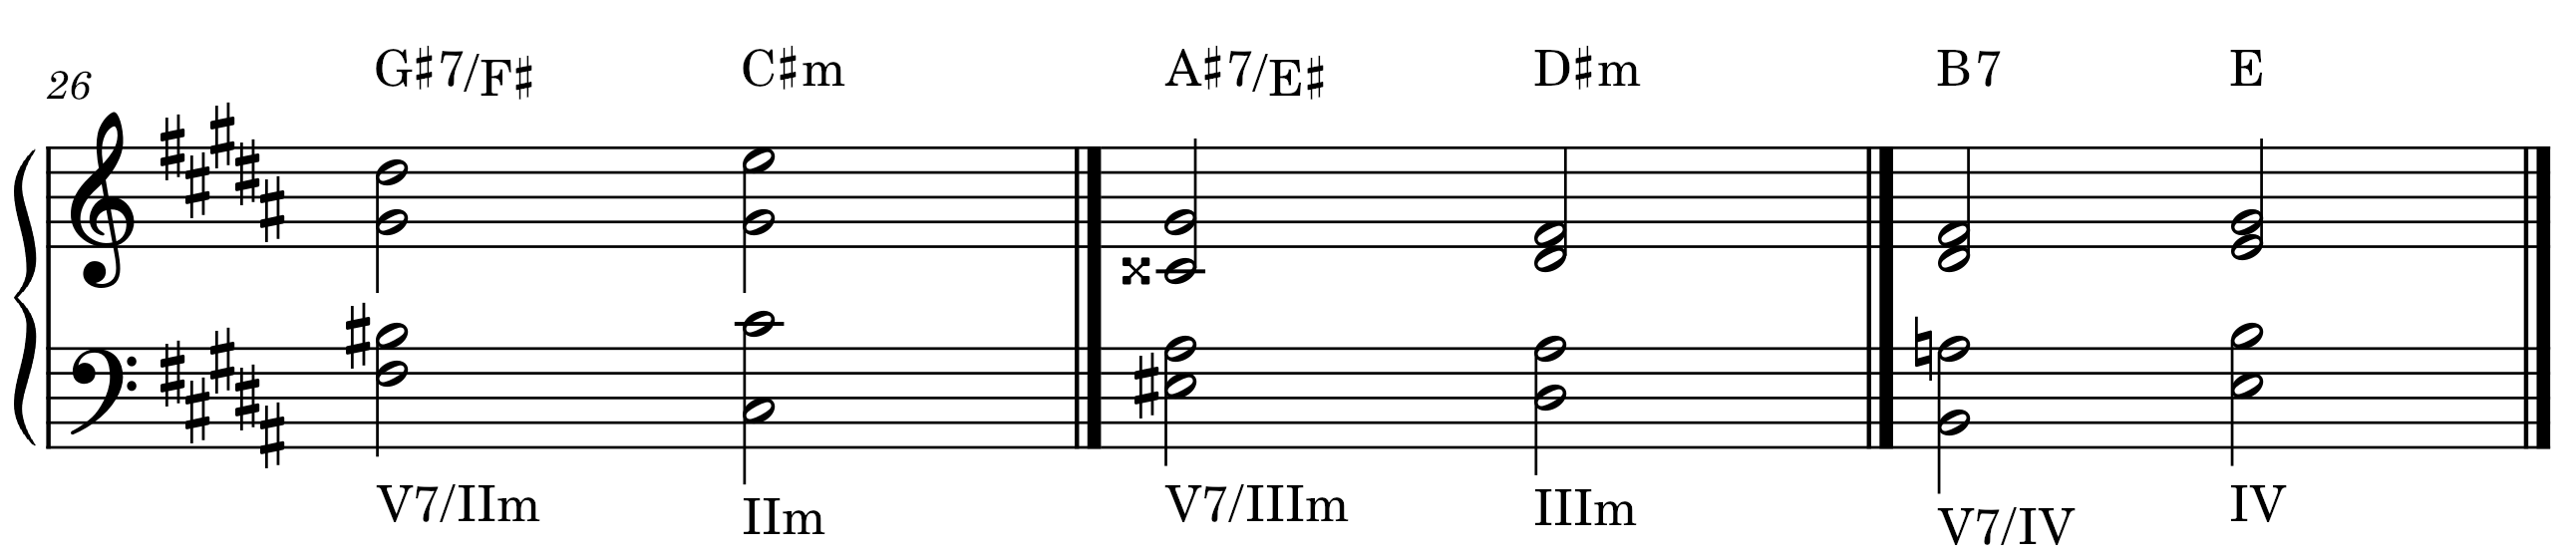 26 G♯7/F♯ C♯m A♯7/E♯ D♯m B7 E
V7/IIm IIm V7/IIIm IIIm V7/IV IV